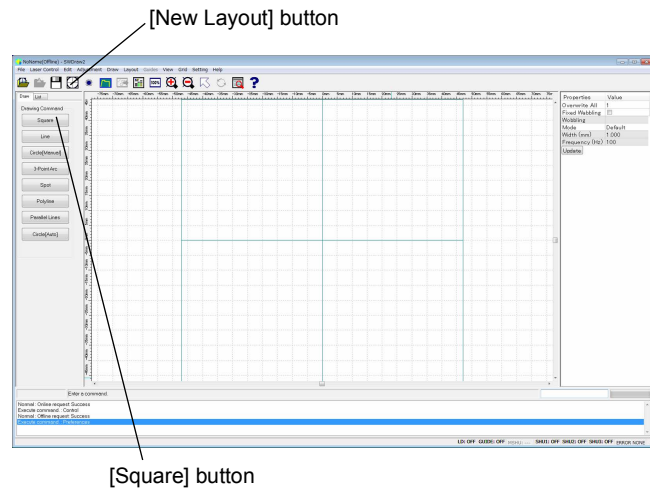 [New Layout] button
NoName(Offline) - SWDraw2
File Laser Control Edit Adjustment Draw Layout Guides View Grid Setting Help
100%
Draw List
Drawing Command
Square
Line
Circle[Manual]
3-Point Arc
Spot
Polyline
Parallel Lines
Circle[Auto]
Properties Value
Overwrite All 1
Fixed Wobbling
Wobbling
Mode Default
Width (mm) 1.000
Frequency (Hz) 100
Update
Enter a command.
Normal : Online request Success
Execute command : Control
Normal : Offline request Success
Execute command : Preferences
LD: OFF GUIDE: OFF MENU: --- SHU1: OFF SHU2: OFF SHU3: OFF ERROR NONE
[Square] button